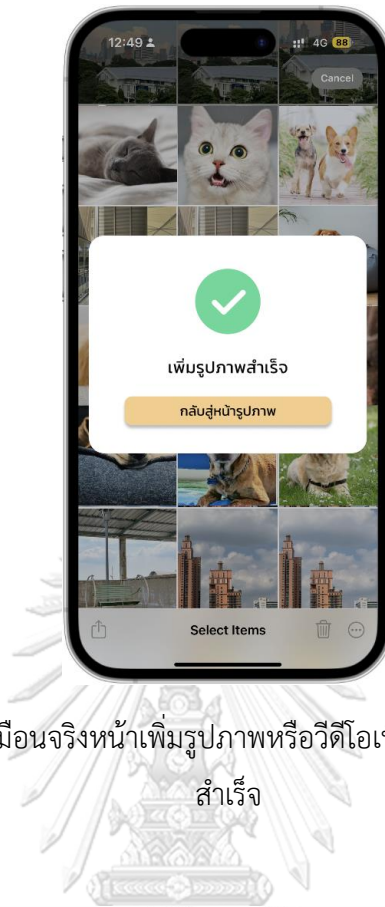 12:49
4G 88
Cancel
เพิ่มรูปภาพสำเร็จ
กลับสู่หน้ารูปภาพ
Select Items
มือนจริงหน้าเพิ่มรูปภาพหรือวีดีโอเ
สำเร็จ